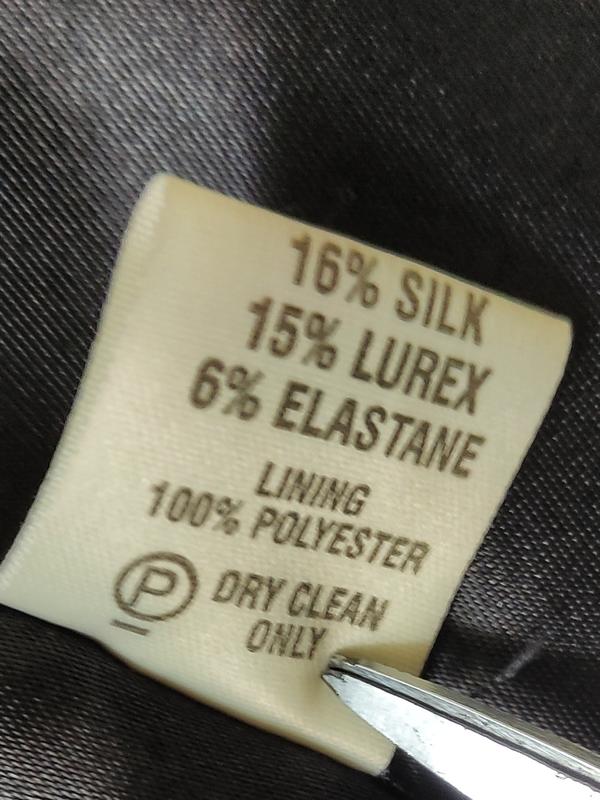 16% SILK
15% LUREX
6% ELASTANE
LINING
100% POLYESTER
P DRY CLEAN
ONLY